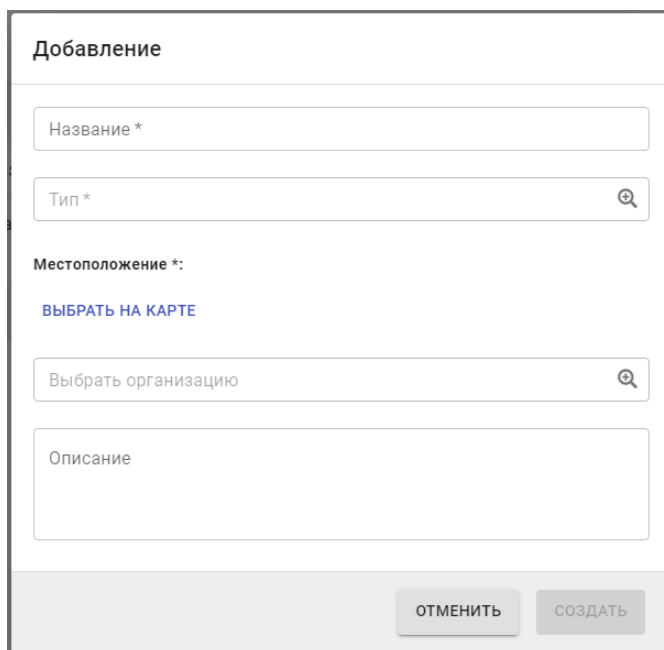 Добавление
Название *
Тип *
Местоположение *:
ВЫБРАТЬ НА КАРТЕ
Выбрать организацию
Описание
ОТМЕНИТЬ
СОЗДАТЬ